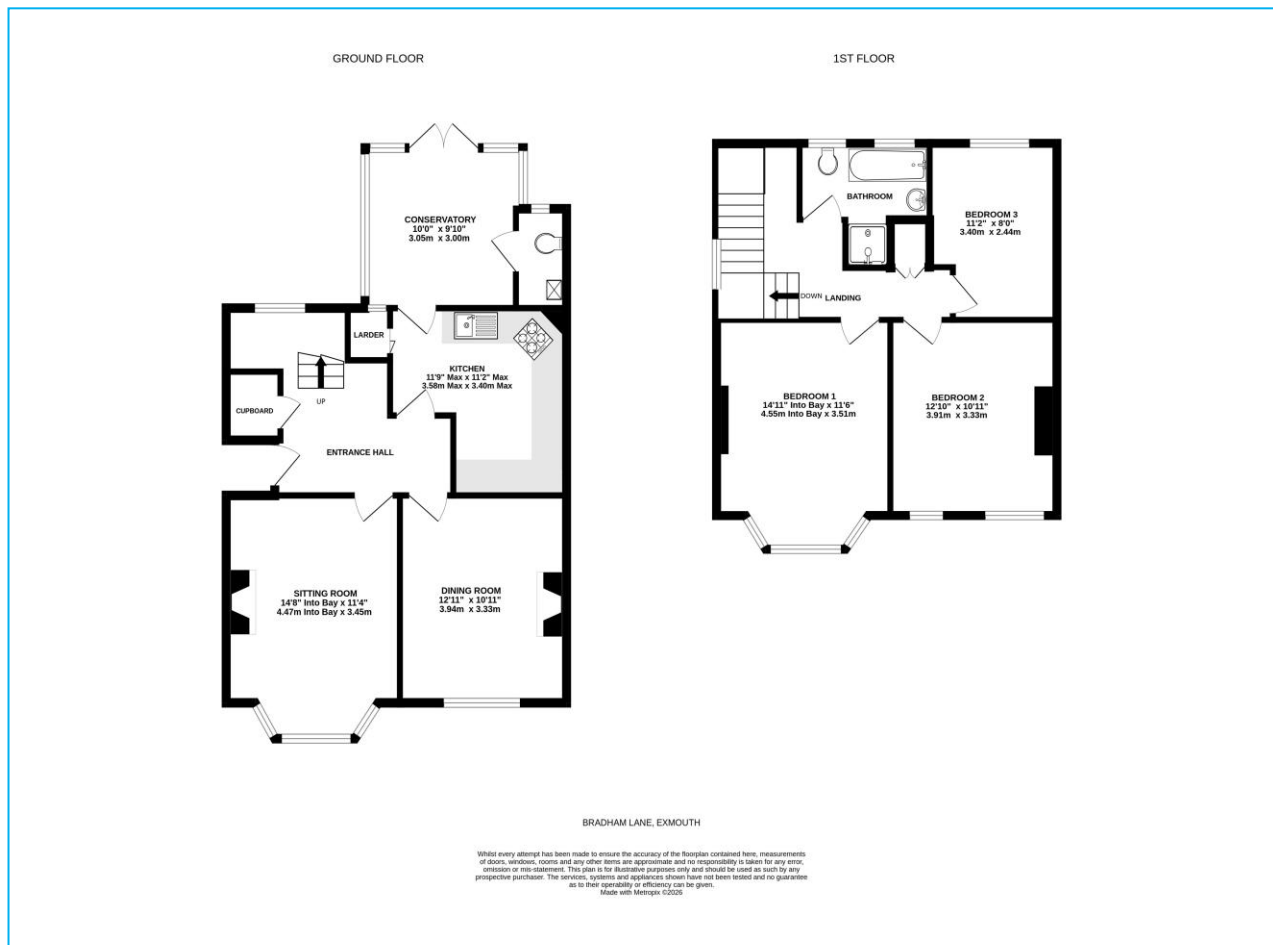 GROUND FLOOR
CONSERVATORY
10'0" x 9'10"
3.05m x 3.00m
LARDER
KITCHEN
11'9" Max x 11'2" Max
3.58m Max x 3.40m Max
UP
CUPBOARD
ENTRANCE HALL
SITTING ROOM
14'8" Into Bay x 11'4"
4.47m Into Bay x 3.45m
DINING ROOM
12'11" x 10'11"
3.94m x 3.33m
1ST FLOOR
BATHROOM
BEDROOM 3
11'2" x 8'0"
3.40m x 2.44m
DOWN
LANDING
BEDROOM 1
14'11" Into Bay x 11'6"
4.55m Into Bay x 3.51m
BEDROOM 2
12'10" x 10'11"
3.91m x 3.33m
BRADHAM LANE, EXMOUTH
Whilst every attempt has been made to ensure the accuracy of the floorplan contained here, measurements
of doors, windows, rooms and any other items are approximate and no responsibility is taken for any error,
omission or mis-statement. This plan is for illustrative purposes only and should be used as such by any
prospective purchaser. The services, systems and appliances shown have not been tested and no guarantee
as to their operability or efficiency can be given.
Made with Metropix ©2026